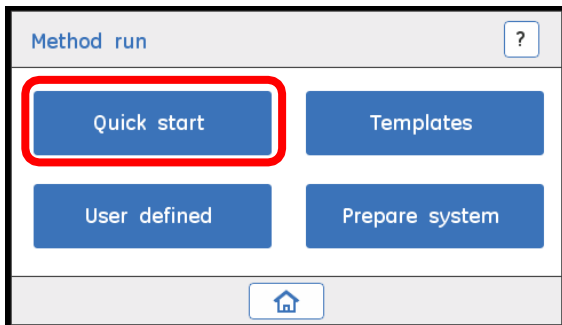 Method run
?
Quick start
Templates
User defined
Prepare system